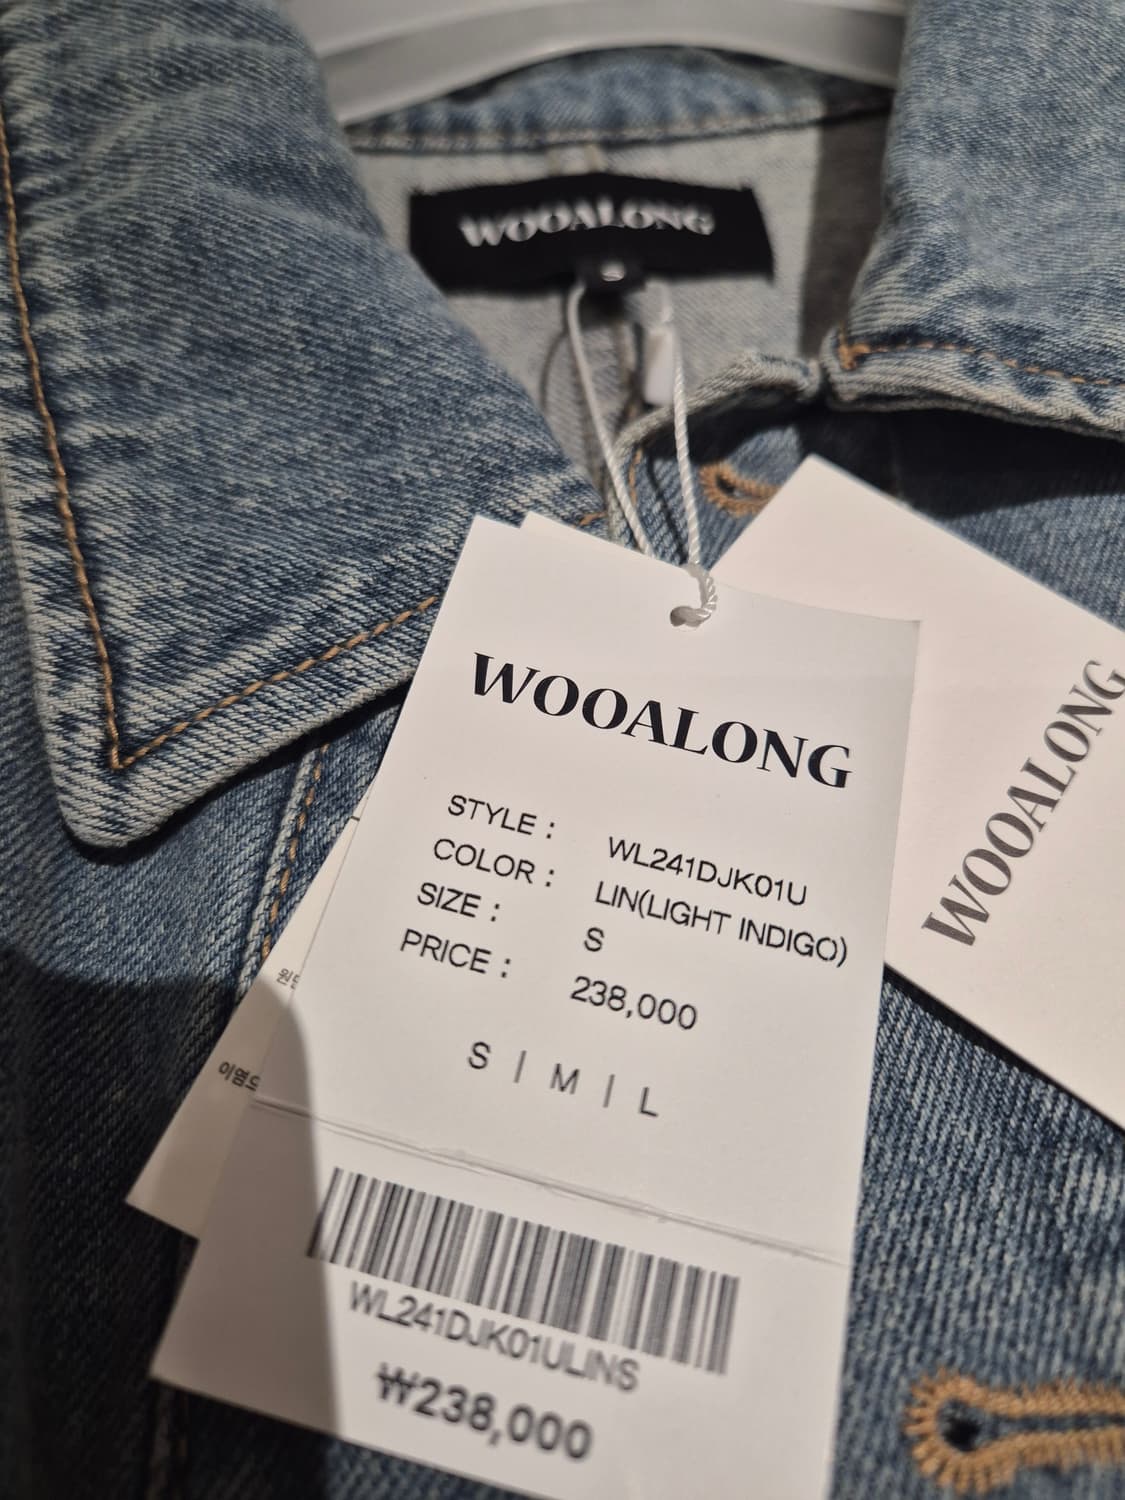 WOOALONG
S
WOOALONG
STYLE : WL241DJK01U
COLOR : LIN(LIGHT INDIGO)
SIZE : S
PRICE : 238,000
S | M | L
WL241DJK01ULINS
₩238,000
WOOALONG